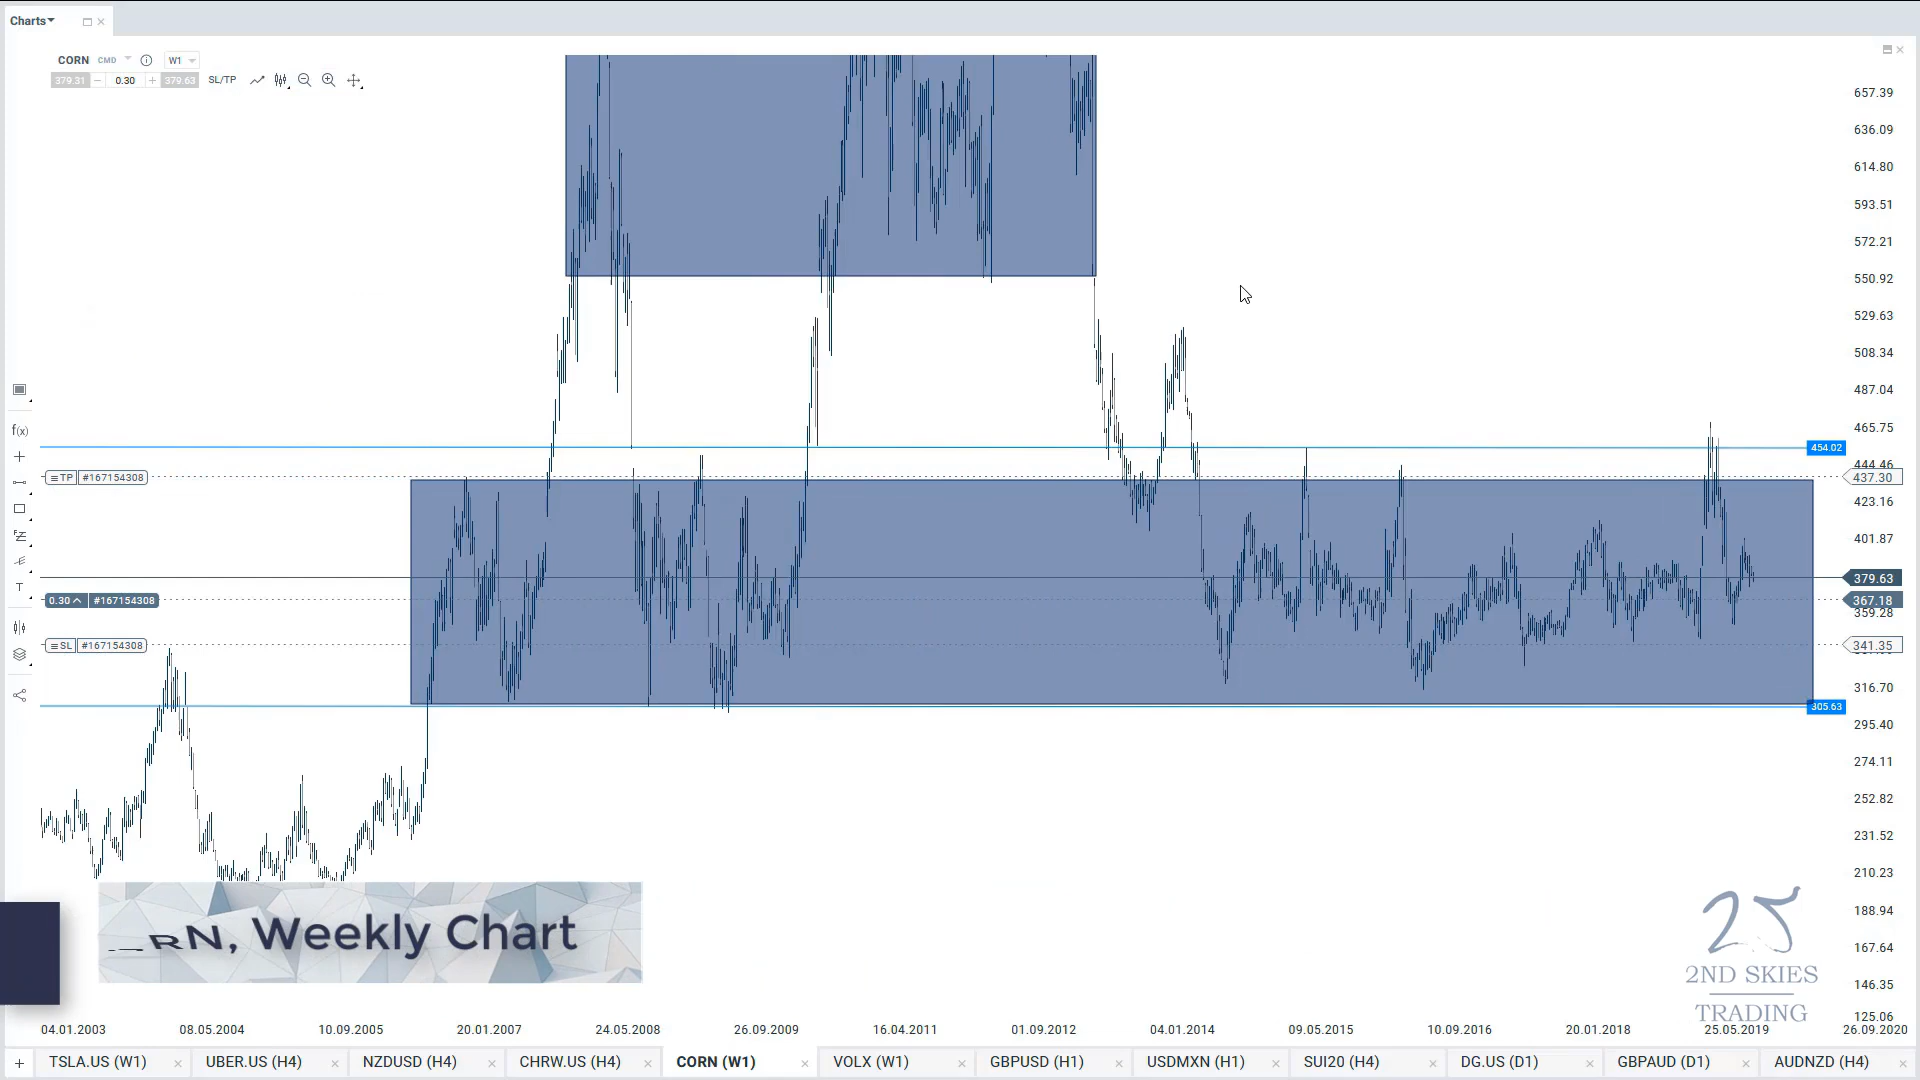 Charts
CORN CMD W1
379.31 0.30 379.63 SL/TP
657.39
636.09
614.80
593.51
572.21
550.92
529.63
508.34
487.04
465.75
454.02
444.46
437.30
423.16
401.87
379.63
367.18
359.28
341.35
316.70
305.63
295.40
274.11
252.82
231.52
210.23
188.94
167.64
146.35
125.06
f(x)
T
TP #167154308
0.30 #167154308
SL #167154308
RN, Weekly Chart
25
2ND SKIES
TRADING
04.01.2003 08.05.2004 10.09.2005 20.01.2007 24.05.2008 26.09.2009 16.04.2011 01.09.2012 04.01.2014 09.05.2015 10.09.2016 20.01.2018 25.05.2019 26.09.2020
+ TSLA.US (W1) × UBER.US (H4) × NZDUSD (H4) × CHRW.US (H4) × CORN (W1) × VOLX (W1) × GBPUSD (H1) × USDMXN (H1) × SUI20 (H4) × DG.US (D1) × GBPAUD (D1) × AUDNZD (H4) ×